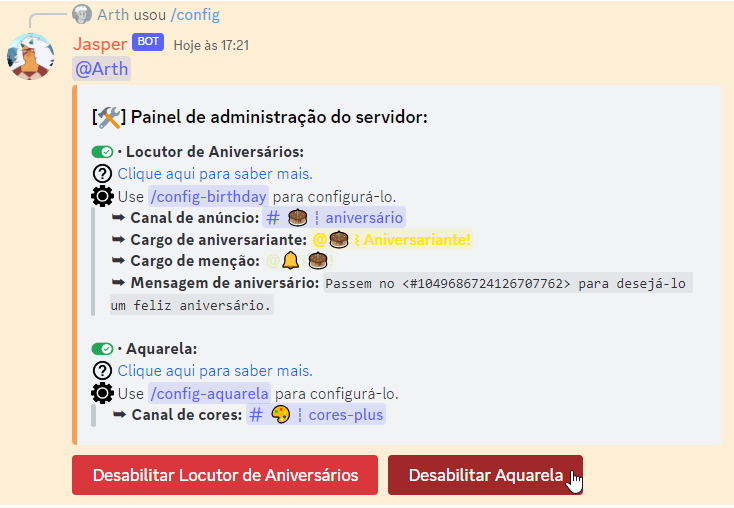 Arth usou /config
Jasper BOT Hoje às 17:21
@Arth
[🛠️] Painel de administração do servidor:
· Locutor de Aniversários:
Clique aqui para saber mais.
Use /config-birthday para configurá-lo.
➥ Canal de anúncio: # 🎂┇aniversário
➥ Cargo de aniversariante: @🎂⌇Aniversariante!
➥ Cargo de menção: @🔔🎂
➥ Mensagem de aniversário: Passem no <#1049686724126707762> para desejá-lo
um feliz aniversário.
· Aquarela:
Clique aqui para saber mais.
Use /config-aquarela para configurá-lo.
➥ Canal de cores: # 🎨┇cores-plus
Desabilitar Locutor de Aniversários
Desabilitar Aquarela